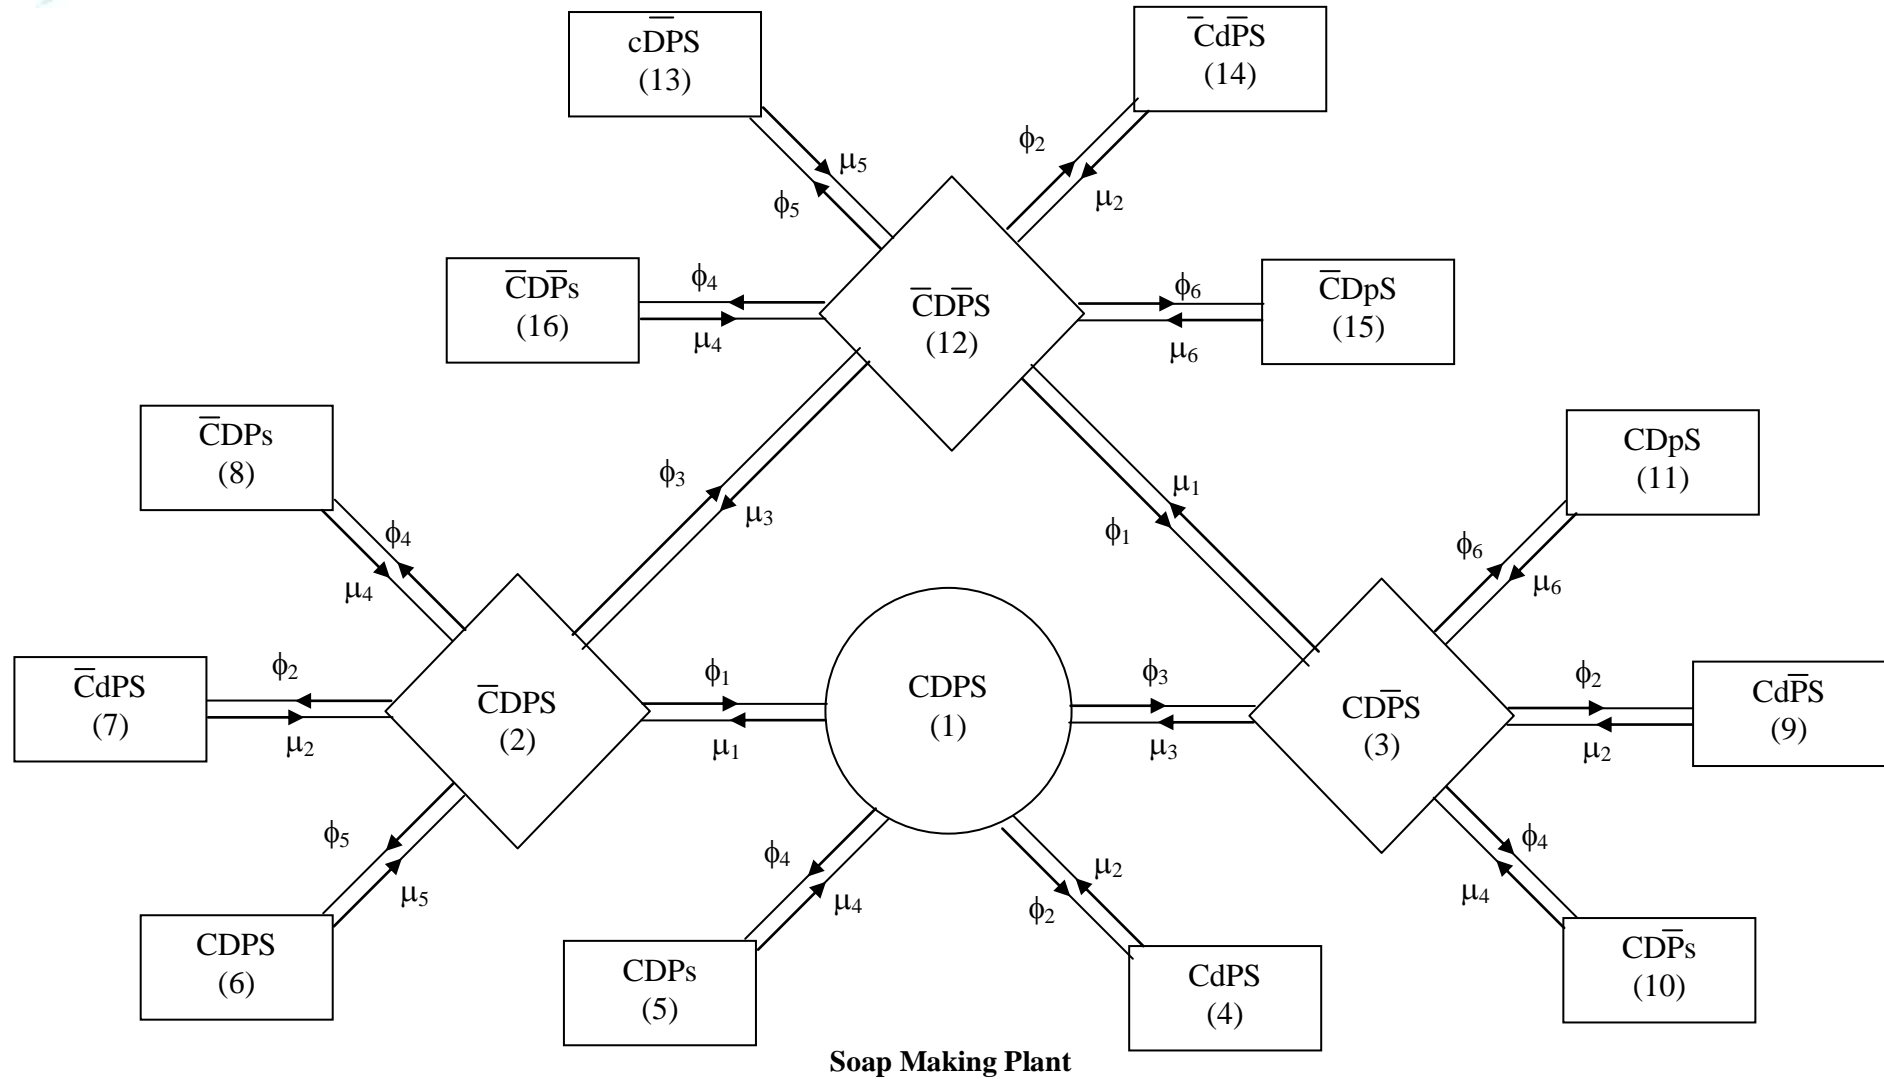 cD̅P̅S
(13)
C̅dP̅S
(14)
ϕ2
μ5
μ2
ϕ5
C̅DP̅s
(16)
ϕ4
μ4
C̅DP̅S
(12)
ϕ6
μ6
C̅DpS
(15)
C̅DPs
(8)
ϕ3
μ3
μ1
ϕ1
CDpS
(11)
ϕ4
μ4
ϕ6
μ6
C̅dPS
(7)
ϕ2
μ2
C̅DPS
(2)
ϕ1
μ1
CDPS
(1)
ϕ3
μ3
CDP̅S
(3)
ϕ2
μ2
CdP̅S
(9)
ϕ5
μ5
ϕ4
μ4
μ2
ϕ2
ϕ4
μ4
CDPS
(6)
CDPs
(5)
CdPS
(4)
CDP̅s
(10)
Soap Making Plant